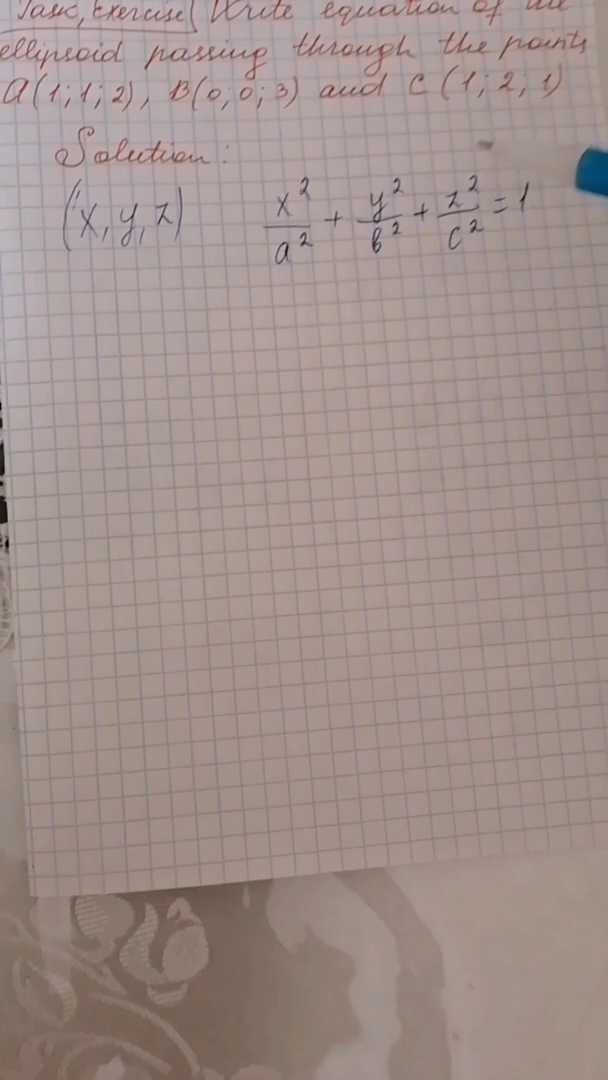 Task, Exercise Write equation of the
ellipsoid passing through the points
A(1; 1; 2), B(0; 0; 3) and C (1; 2; 1)
Solution:
(x, y, z) x²/a² + y²/b² + z²/c² = 1